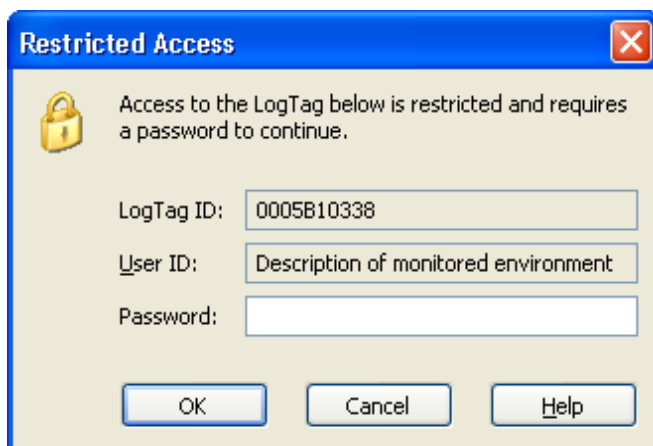 Restricted Access
Access to the LogTag below is restricted and requires
a password to continue.
LogTag ID: 0005B10338
User ID: Description of monitored environment
Password:
OK Cancel Help